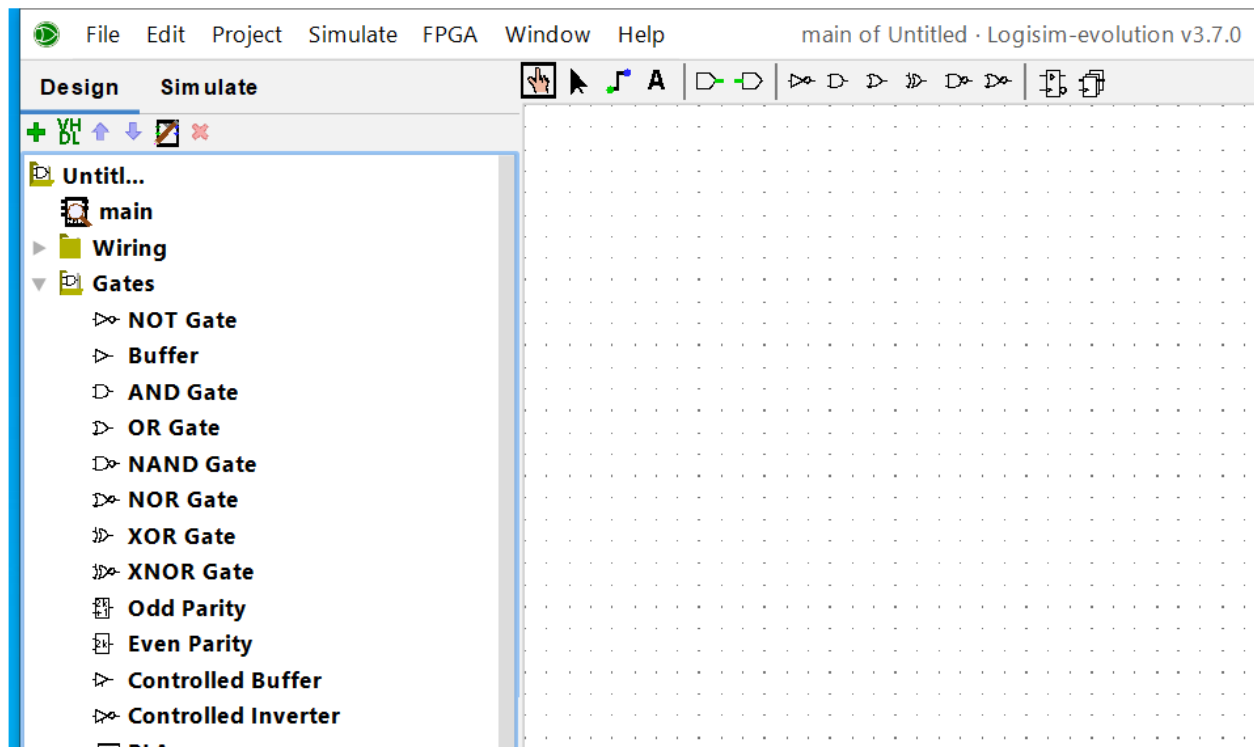 File Edit Project Simulate FPGA Window Help main of Untitled · Logisim-evolution v3.7.0
Design Simulate
A
VH
DL
Untitl...
main
Wiring
Gates
NOT Gate
Buffer
AND Gate
OR Gate
NAND Gate
NOR Gate
XOR Gate
XNOR Gate
Odd Parity
Even Parity
Controlled Buffer
Controlled Inverter